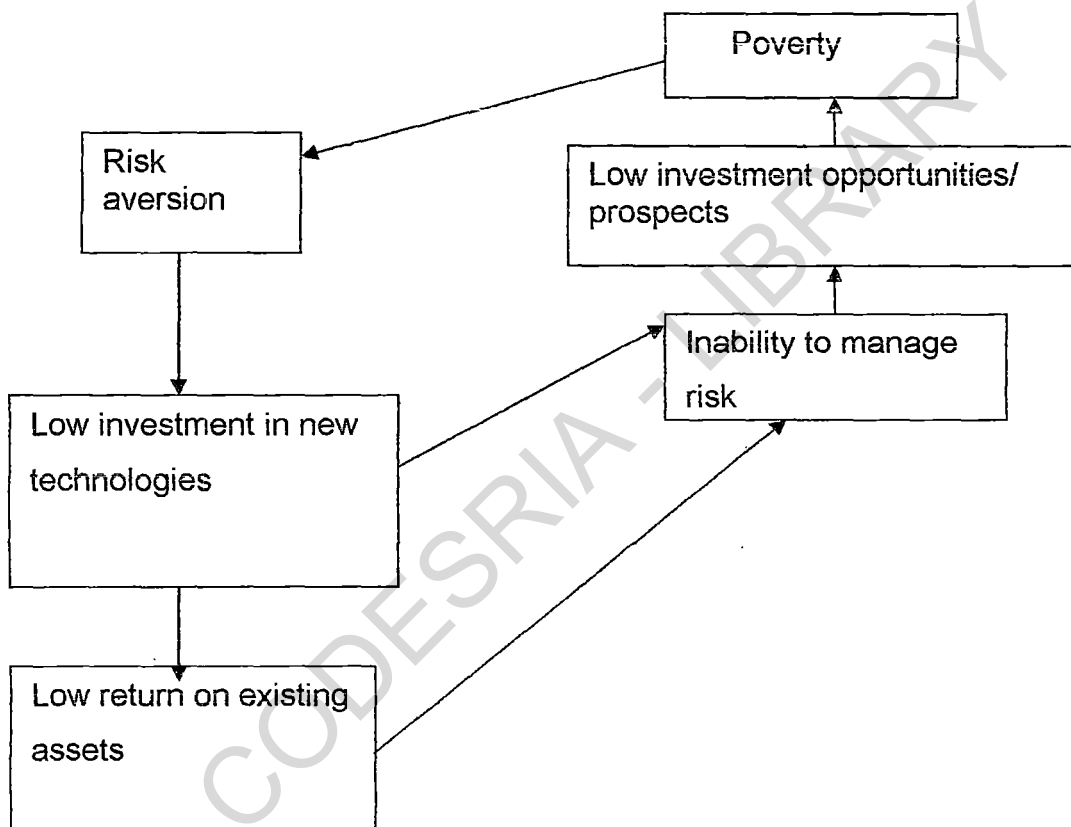 Poverty
Risk
aversion
Low investment opportunities/
prospects
Inability to manage
risk
Low investment in new
technologies
Low return on existing
assets
CODESRIA - LIBRARY